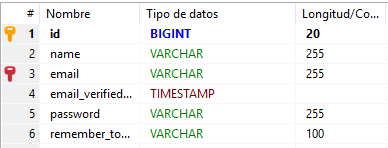 # Nombre Tipo de datos Longitud/Co...
1 id BIGINT 20
2 name VARCHAR 255
3 email VARCHAR 255
4 email_verified... TIMESTAMP
5 password VARCHAR 255
6 remember_to... VARCHAR 100